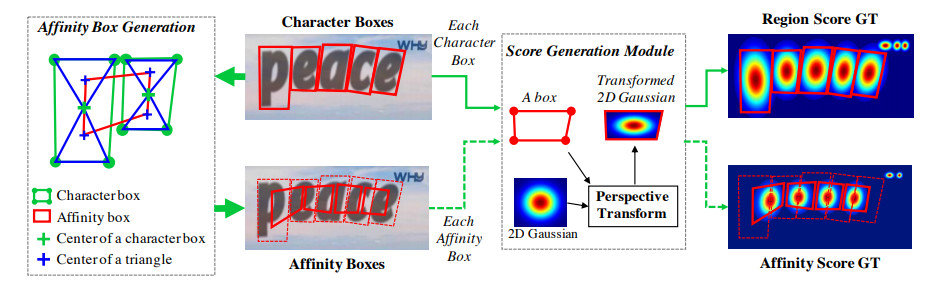 Affinity Box Generation
Character box
Affinity box
Center of a character box
Center of a triangle
Character Boxes
peace
WHY
peace
WHY
Affinity Boxes
Each
Character
Box
Each
Affinity
Box
Score Generation Module
A box
Transformed
2D Gaussian
2D Gaussian
Perspective
Transform
Region Score GT
Affinity Score GT